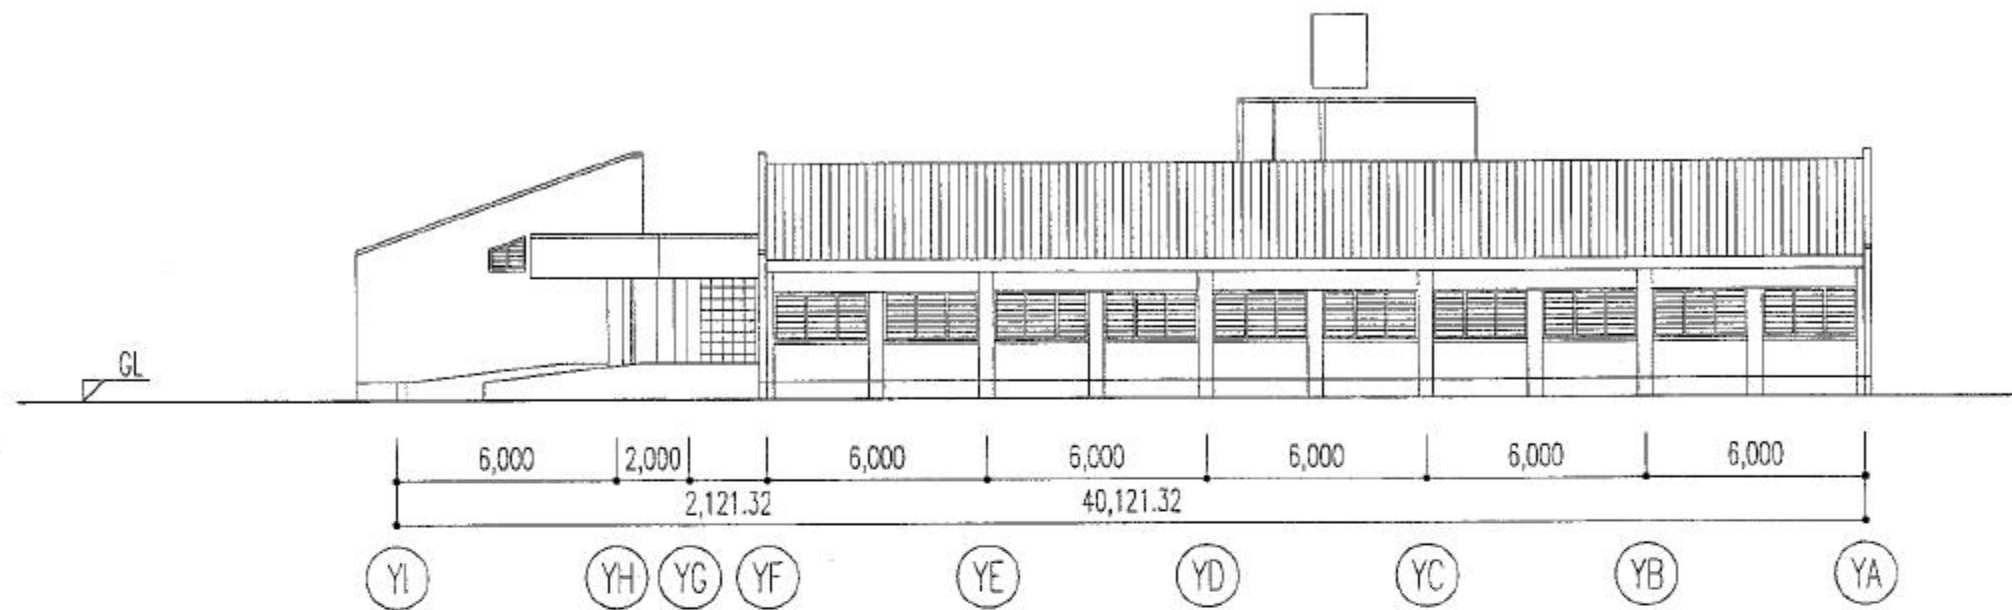 GL
6,000 2,000 6,000 6,000 6,000 6,000 6,000
2,121.32 40,121.32
YI YH YG YF YE YD YC YB YA